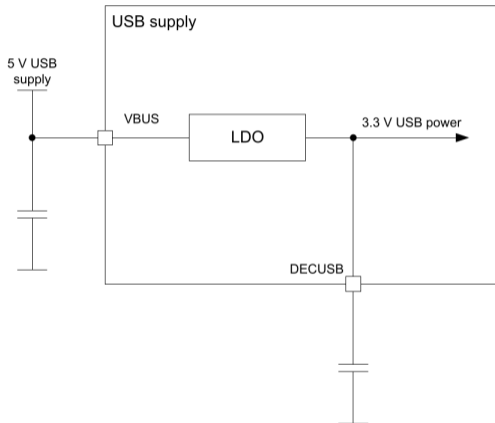 USB supply
5 V USB
supply
VBUS
LDO
3.3 V USB power
DECUSB